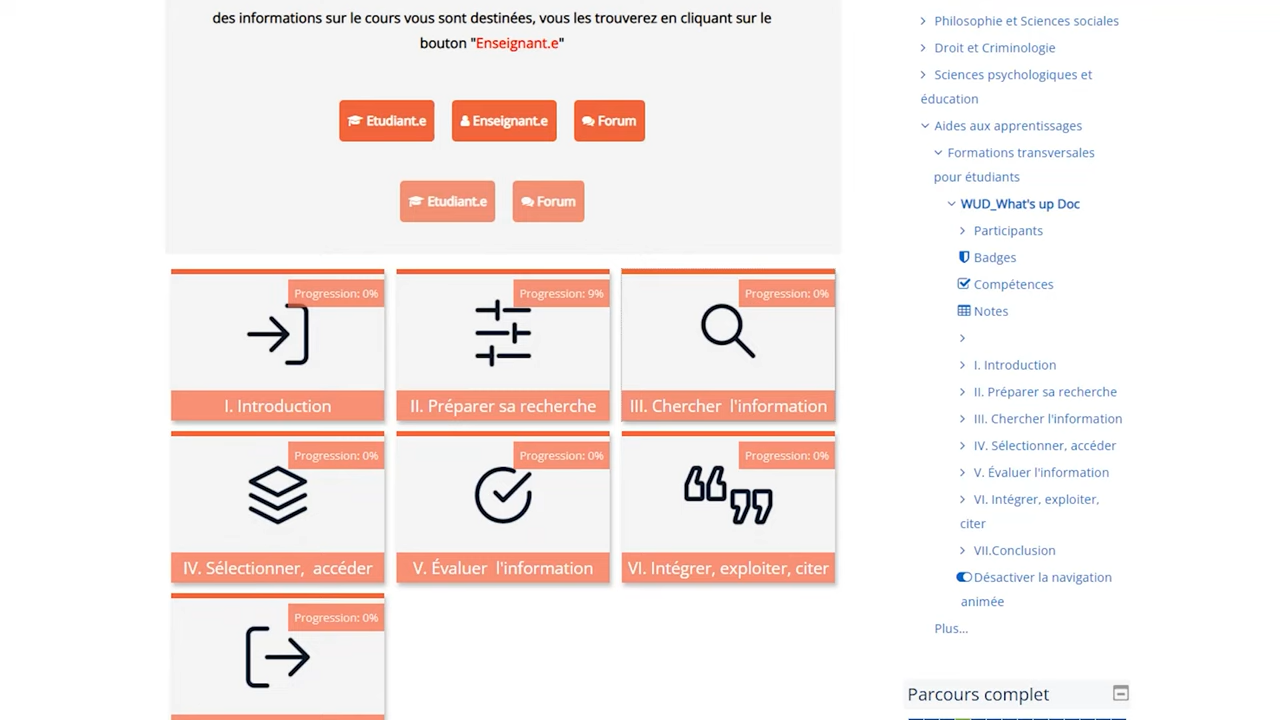 des informations sur le cours vous sont destinées, vous les trouverez en cliquant sur le
bouton "Enseignant.e"
Etudiant.e
Enseignant.e
Forum
Etudiant.e
Forum
Progression: 0%
I. Introduction
Progression: 9%
II. Préparer sa recherche
Progression: 0%
III. Chercher l'information
Progression: 0%
IV. Sélectionner, accéder
Progression: 0%
V. Évaluer l'information
Progression: 0%
VI. Intégrer, exploiter, citer
Progression: 0%
Philosophie et Sciences sociales
Droit et Criminologie
Sciences psychologiques et
éducation
Aides aux apprentissages
Formations transversales
pour étudiants
WUD_What's up Doc
Participants
Badges
Compétences
Notes
I. Introduction
II. Préparer sa recherche
III. Chercher l'information
IV. Sélectionner, accéder
V. Évaluer l'information
VI. Intégrer, exploiter,
citer
VII.Conclusion
Désactiver la navigation
animée
Plus...
Parcours complet